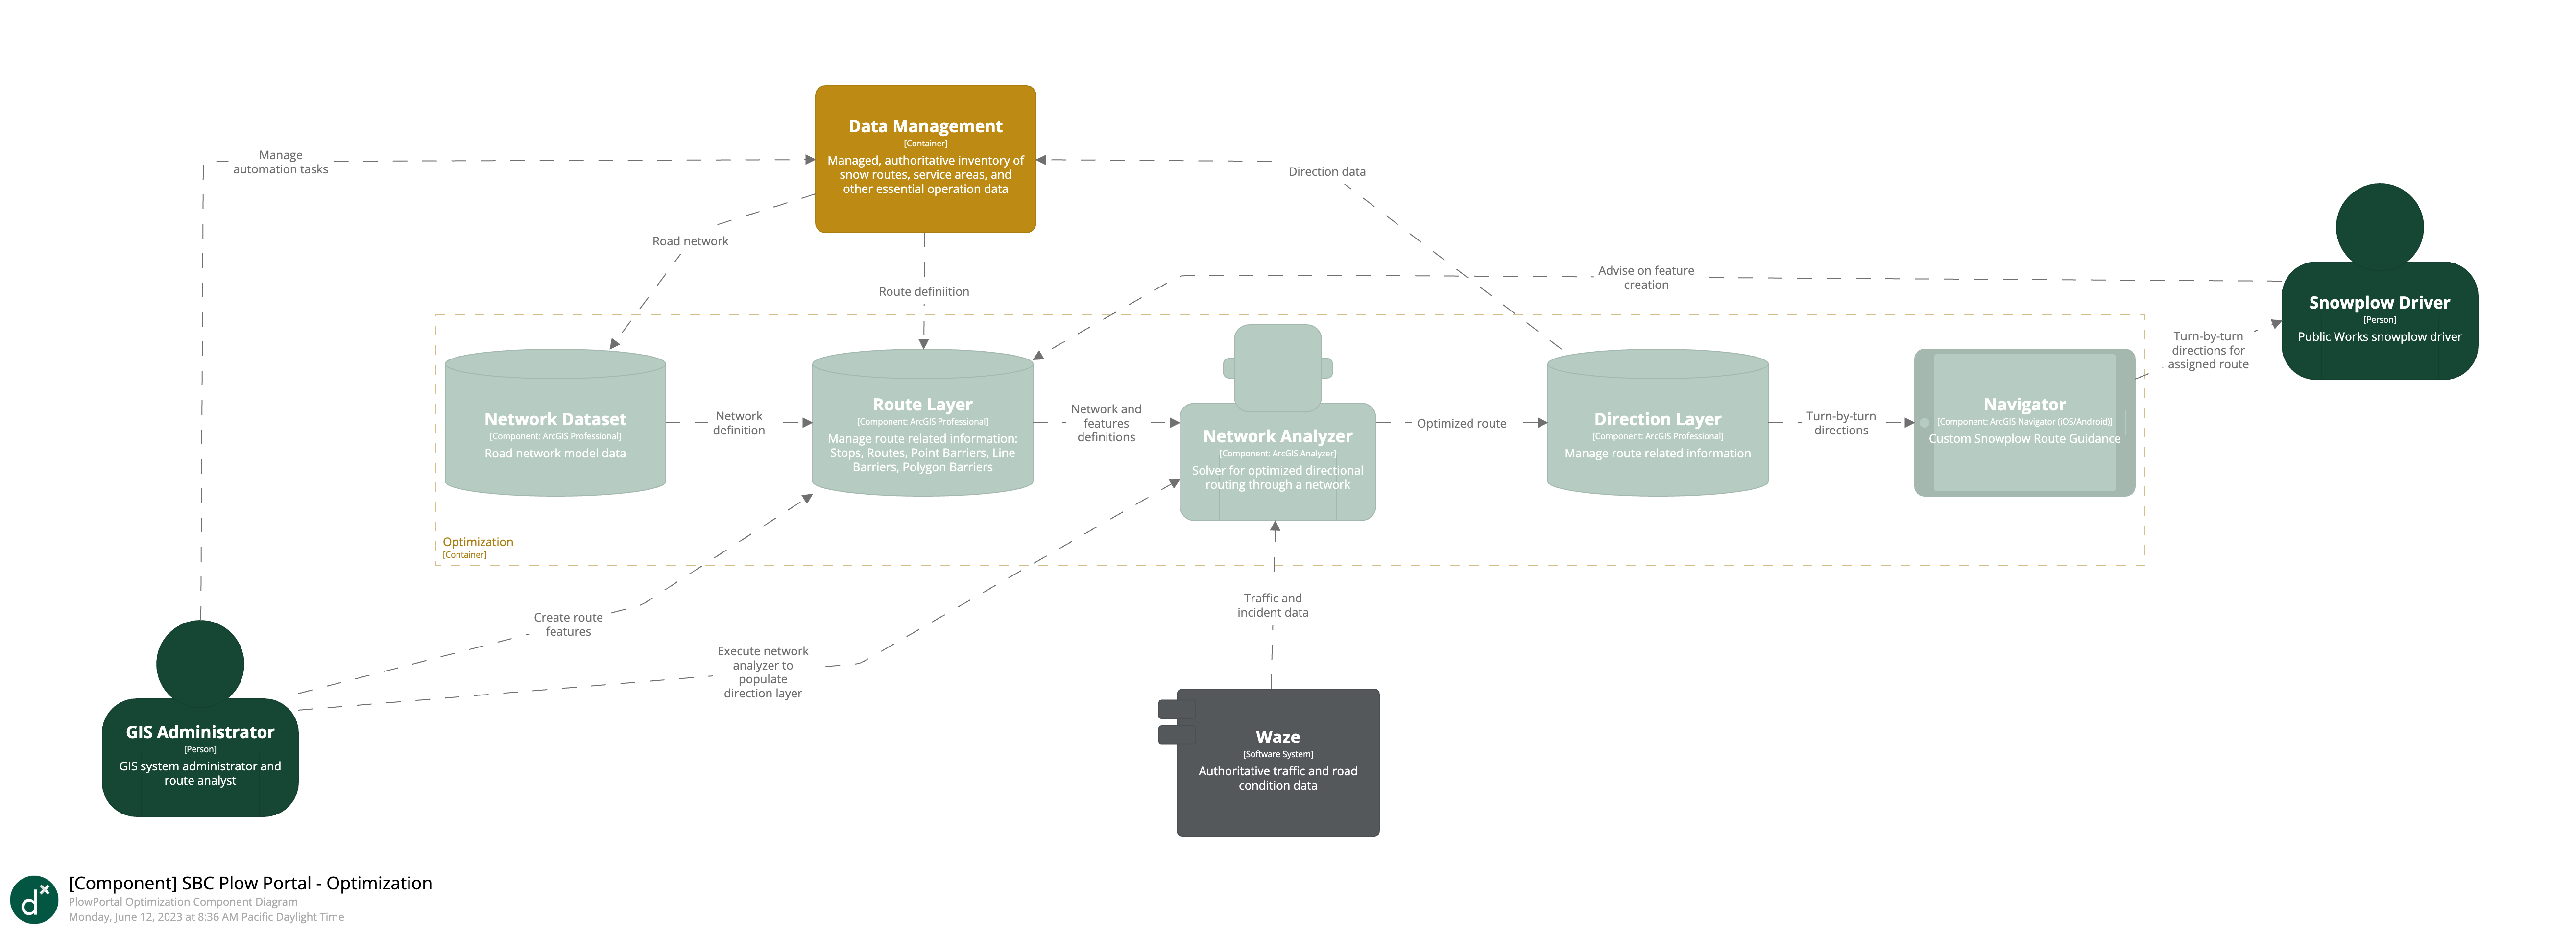 Data Management
[Container]
Managed, authoritative inventory of
snow routes, service areas, and
other essential operation data
Manage
automation tasks
Direction data
Road network
Route definiition
Advise on feature
creation
Snowplow Driver
[Person]
Public Works snowplow driver
Turn-by-turn
directions for
assigned route
Network Dataset
[Component: ArcGIS Professional]
Road network model data
Network
definition
Route Layer
[Component: ArcGIS Professional]
Manage route related information:
Stops, Routes, Point Barriers, Line
Barriers, Polygon Barriers
Network and
features
definitions
Network Analyzer
[Component: ArcGIS Analyzer]
Solver for optimized directional
routing through a network
Optimized route
Direction Layer
[Component: ArcGIS Professional]
Manage route related information
Turn-by-turn
directions
Navigator
[Component: ArcGIS Navigator (iOS/Android)]
Custom Snowplow Route Guidance
Optimization
[Container]
Create route
features
Traffic and
incident data
Execute network
analyzer to
populate
direction layer
GIS Administrator
[Person]
GIS system administrator and
route analyst
Waze
[Software System]
Authoritative traffic and road
condition data
dx
[Component] SBC Plow Portal - Optimization
PlowPortal Optimization Component Diagram
Monday, June 12, 2023 at 8:36 AM Pacific Daylight Time